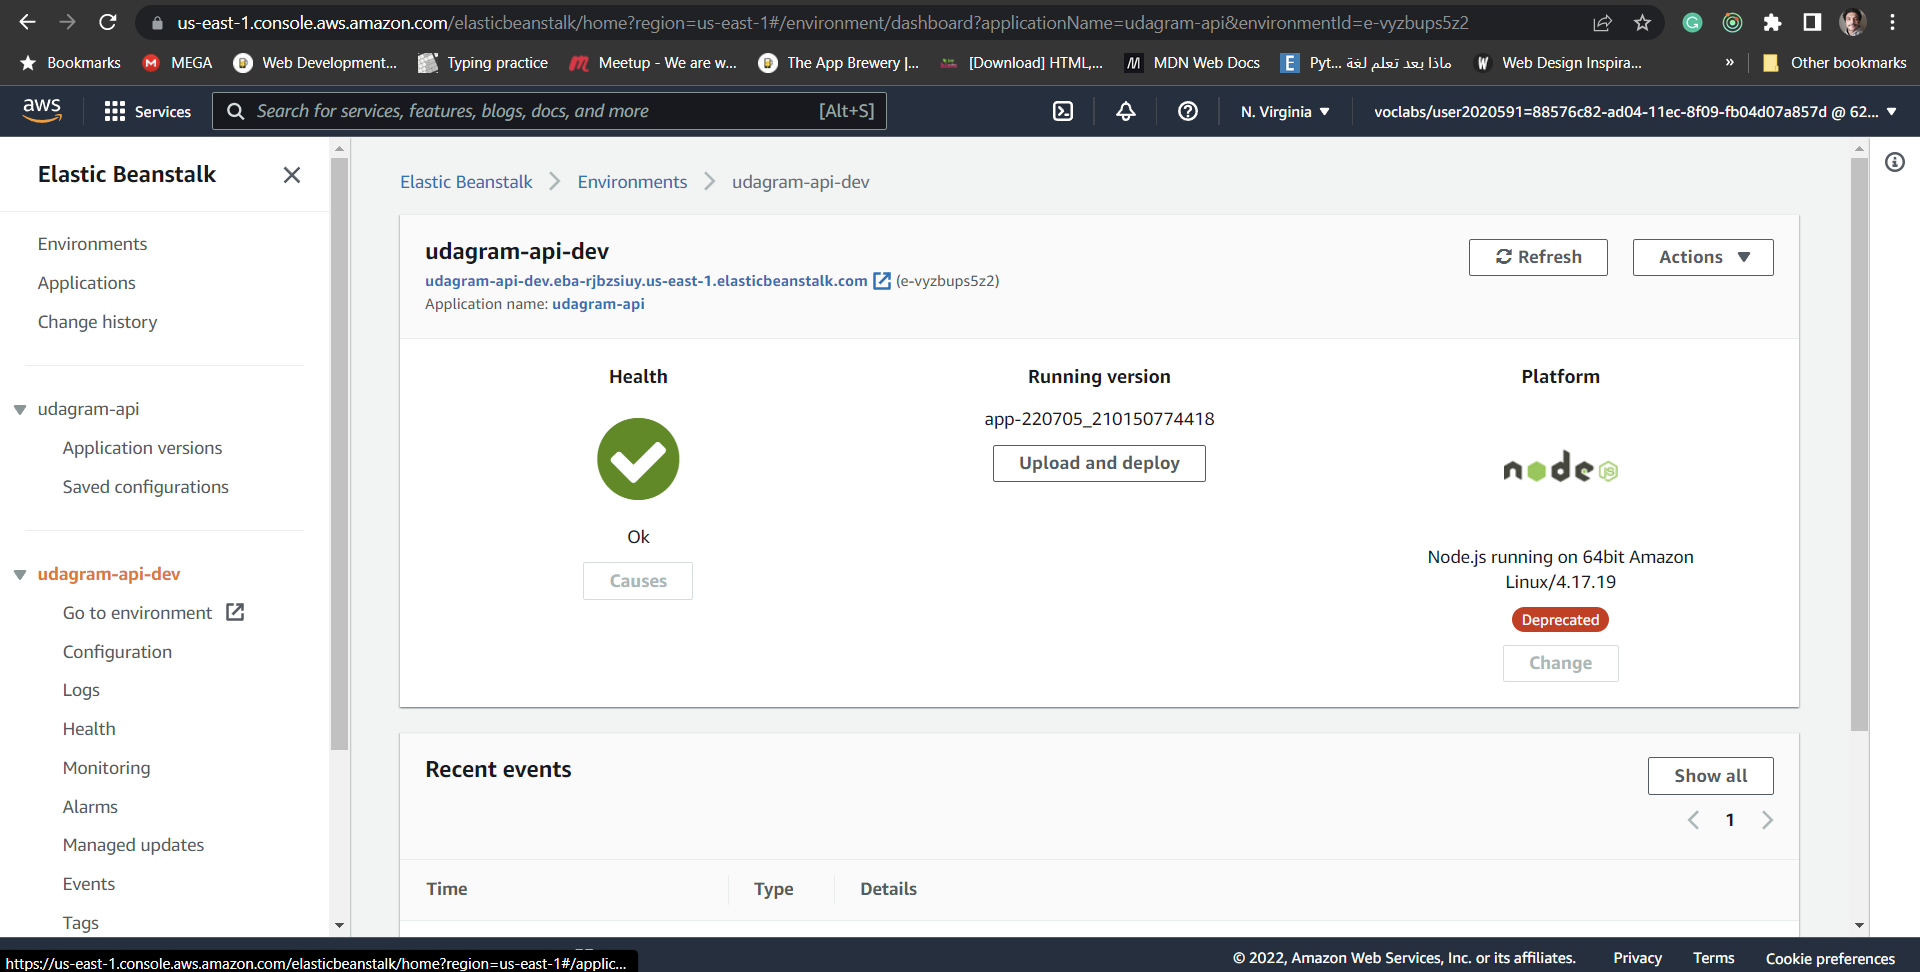 us-east-1.console.aws.amazon.com/elasticbeanstalk/home?region=us-east-1#/environment/dashboard?applicationName=udagram-api&environmentId=e-vyzbups5z2
Bookmarks MEGA Web Development... Typing practice Meetup - We are w... The App Brewery |... [Download] HTML,... MDN Web Docs Pyt... ماذا بعد تعلم لغة Web Design Inspira... » Other bookmarks
aws Services Search for services, features, blogs, docs, and more [Alt+S] N. Virginia voclabs/user2020591=88576c82-ad04-11ec-8f09-fb04d07a857d @ 62...
Elastic Beanstalk
Environments
Applications
Change history
udagram-api
Application versions
Saved configurations
udagram-api-dev
Go to environment
Configuration
Logs
Health
Monitoring
Alarms
Managed updates
Events
Tags
Elastic Beanstalk Environments udagram-api-dev
udagram-api-dev
udagram-api-dev.eba-rjbzsiuy.us-east-1.elasticbeanstalk.com (e-vyzbups5z2)
Application name: udagram-api
Refresh Actions
Health
Ok
Causes
Running version
app-220705_210150774418
Upload and deploy
Platform
node JS
Node.js running on 64bit Amazon
Linux/4.17.19
Deprecated
Change
Recent events
Show all
1
Time Type Details
https://us-east-1.console.aws.amazon.com/elasticbeanstalk/home?region=us-east-1#/applic...
© 2022, Amazon Web Services, Inc. or its affiliates. Privacy Terms Cookie preferences